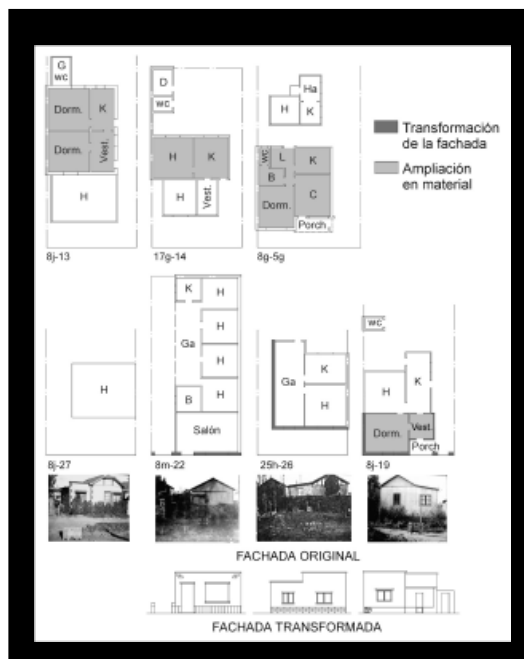 G
WC
Dorm.
K
Dorm.
Vest.
H
8j-13
D
WC
H
K
H
Vest.
17g-14
Ha
H
K
WC
L
K
B
Dorm.
C
Porch
8g-5g
Transformación
de la fachada
Ampliación
en material
H
8j-27
K
H
H
Ga
H
B
H
Salón
8m-22
Ga
K
H
25h-26
WC
H
K
Dorm.
Vest.
Porch
8j-19
FACHADA ORIGINAL
FACHADA TRANSFORMADA